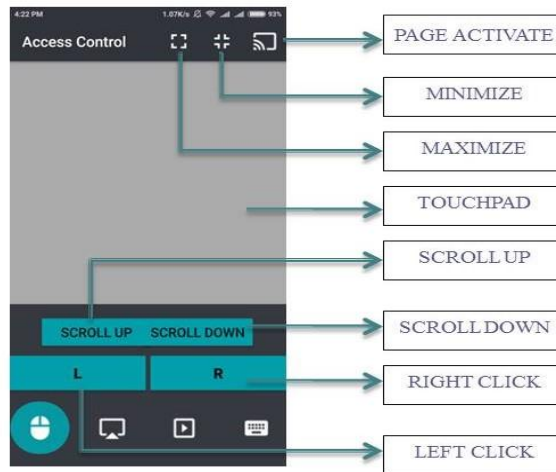 4:22 PM 1.07K/s 93%
Access Control
PAGE ACTIVATE
MINIMIZE
MAXIMIZE
TOUCHPAD
SCROLL UP
SCROLL UP SCROLL DOWN
SCROLL DOWN
L R
RIGHT CLICK
LEFT CLICK